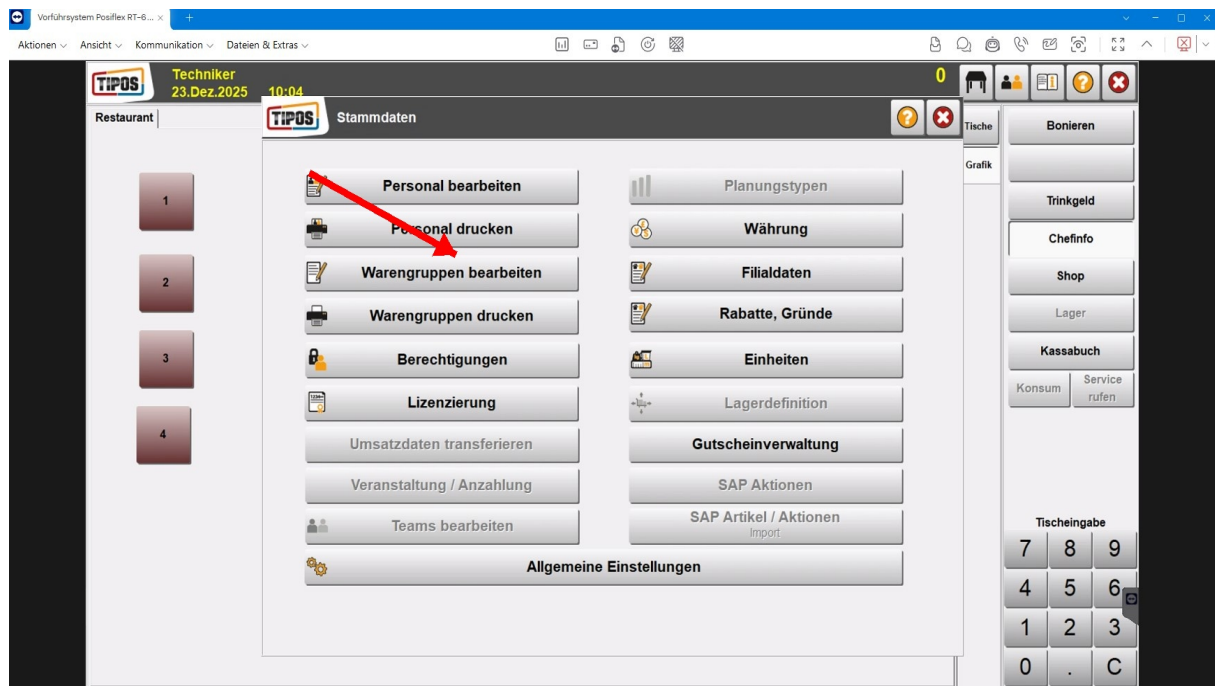 Vorführsystem Posiflex RT-6... × +
Aktionen Ansicht Kommunikation Dateien & Extras
TIPOS
Techniker
23.Dez.2025 10:04
0
Restaurant
TIPOS Stammdaten
Tische
Grafik
1
2
3
4
Personal bearbeiten
Personal drucken
Warengruppen bearbeiten
Warengruppen drucken
Berechtigungen
Lizenzierung
Umsatzdaten transferieren
Veranstaltung / Anzahlung
Teams bearbeiten
Planungstypen
Währung
Filialdaten
Rabatte, Gründe
Einheiten
Lagerdefinition
Gutscheinverwaltung
SAP Aktionen
SAP Artikel / Aktionen
Import
Allgemeine Einstellungen
Bonieren
Trinkgeld
Chefinfo
Shop
Lager
Kassabuch
Konsum
Service
rufen
Tischeingabe
7 8 9
4 5 6
1 2 3
0 . C